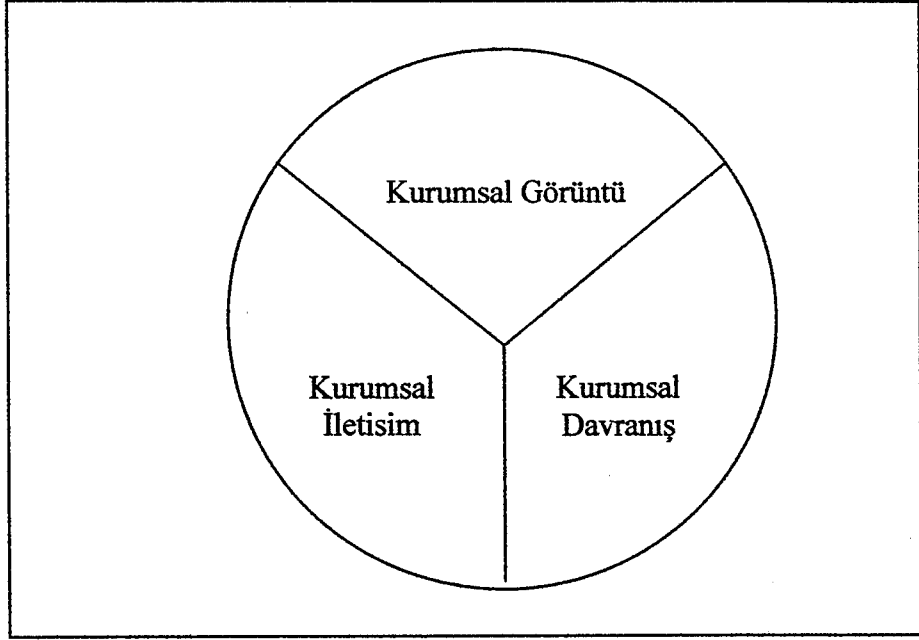 Kurumsal Görüntü
Kurumsal
İletisim
Kurumsal
Davranış